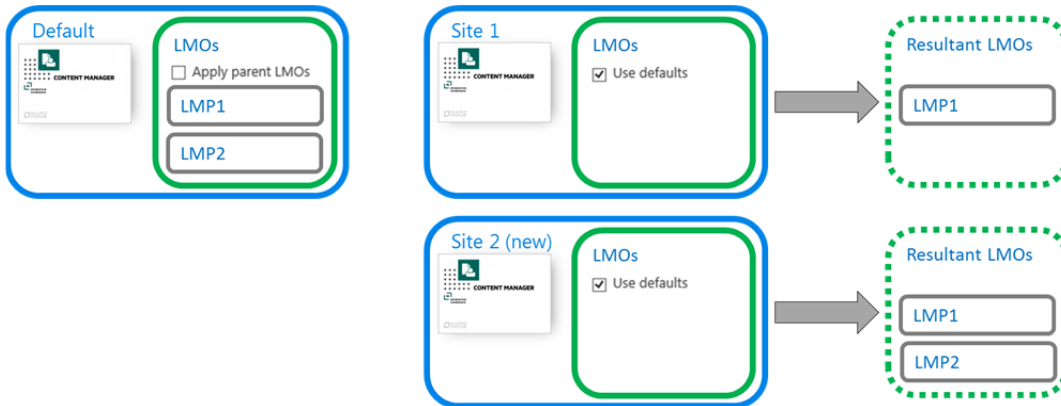 Default
CONTENT MANAGER
LMOs
Apply parent LMOs
LMP1
LMP2
Site 1
CONTENT MANAGER
LMOs
Use defaults
Resultant LMOs
LMP1
Site 2 (new)
CONTENT MANAGER
LMOs
Use defaults
Resultant LMOs
LMP1
LMP2